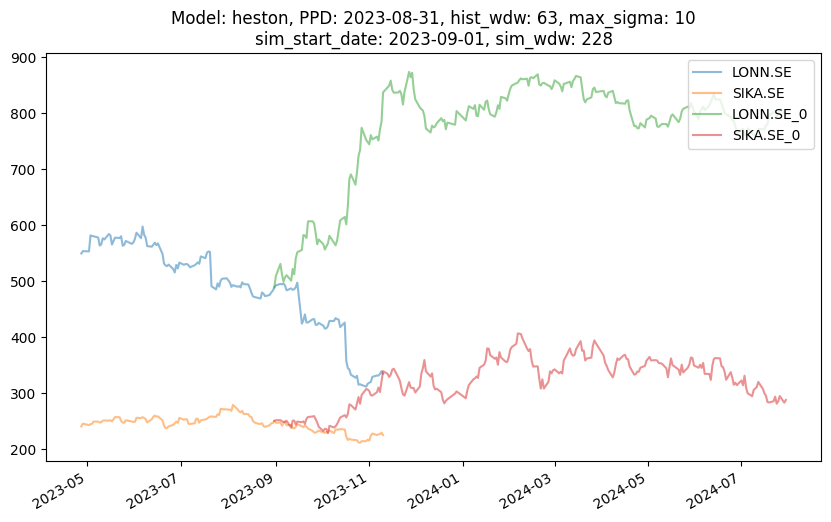 Model: heston, PPD: 2023-08-31, hist_wdw: 63, max_sigma: 10
sim_start_date: 2023-09-01, sim_wdw: 228
900
800
700
600
500
400
300
200
LONN.SE
SIKA.SE
LONN.SE_0
SIKA.SE_0
2023-05
2023-07
2023-09
2023-11
2024-01
2024-03
2024-05
2024-07